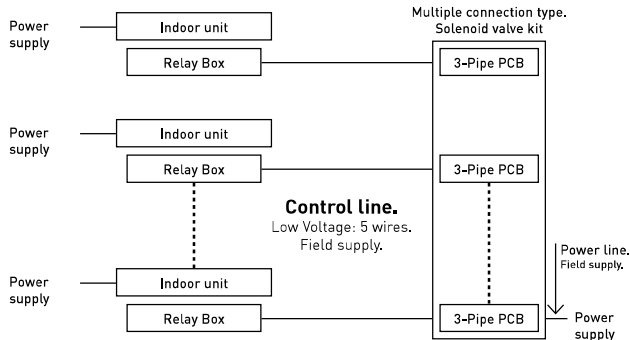 Multiple connection type.
Solenoid valve kit
Power
supply
Indoor unit
Relay Box
3-Pipe PCB
Power
supply
Indoor unit
Relay Box
3-Pipe PCB
Control line.
Low Voltage: 5 wires.
Field supply.
Power line.
Field supply.
Power
supply
Indoor unit
Relay Box
3-Pipe PCB
Power
supply